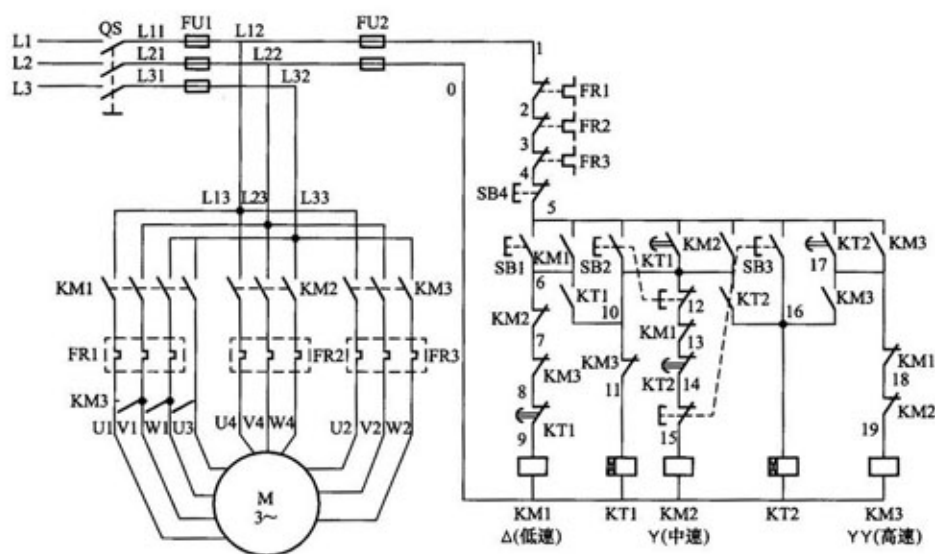 QS L11 FU1 L12 FU2
L1 1
L21 L22
L2
L31 L32
L3 0
FR1
2
FR2
3
FR3
4
SB4
5
L13 L23 L33
KM1 KM2 KM3
SB1 KM1 SB2 KT1 KM2 SB3 KT2 KM3
17
6
KT1 12 KT2 KM3
10 16
KM2 KM1
7 13
FR1 FR2 FR3
KM3 KM3 KT2 14 KM1
8 11 18
KM3 KT1 KM2
9 15 19
U1 V1 W1 U3 U4 V4 W4 U2 V2 W2
M
3~
KM1 KT1 KM2 KT2 KM3
Δ(低速) Y(中速) YY(高速)